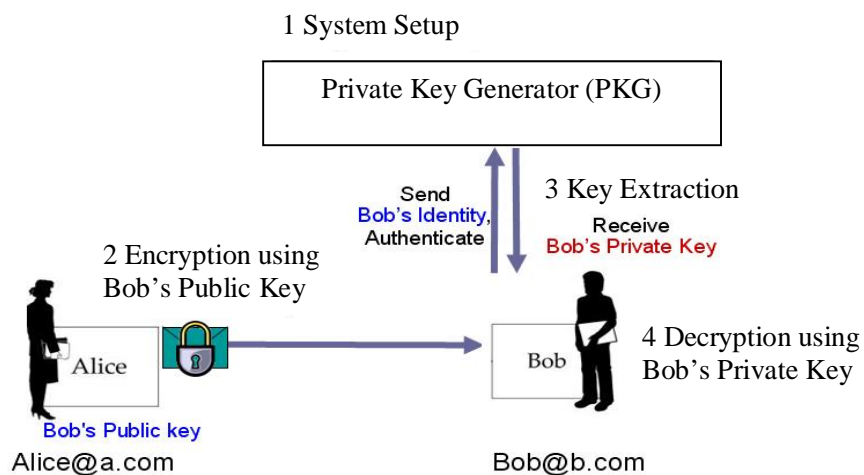 1 System Setup
Private Key Generator (PKG)
Send
Bob's Identity,
Authenticate
3 Key Extraction
Receive
Bob's Private Key
2 Encryption using
Bob's Public Key
Alice
Bob
4 Decryption using
Bob's Private Key
Bob's Public key
Alice@a.com
Bob@b.com